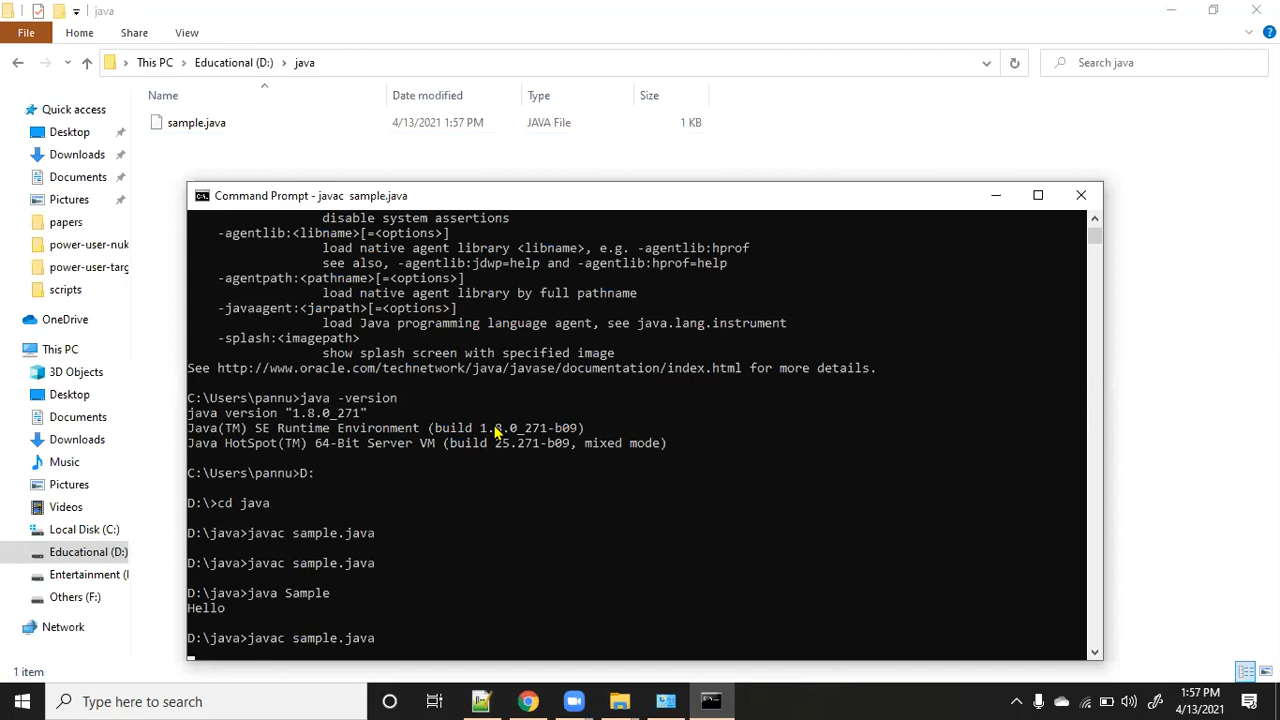 java
File
Home
Share
View
This PC
Educational (D:)
java
Search java
Name
Date modified
Type
Size
sample.java
4/13/2021 1:57 PM
JAVA File
1 KB
Quick access
Desktop
Downloads
Documents
Pictures
papers
power-user-nuk
power-user-targ
scripts
OneDrive
This PC
3D Objects
Desktop
Documents
Downloads
Music
Pictures
Videos
Local Disk (C:)
Educational (D:)
Entertainment (
Others (F:)
Network
1 item
Command Prompt - javac  sample.java
disable system assertions
-agentlib:<libname>[=<options>]
load native agent library <libname>, e.g. -agentlib:hprof
see also, -agentlib:jdwp=help and -agentlib:hprof=help
-agentpath:<pathname>[=<options>]
load native agent library by full pathname
-javaagent:<jarpath>[=<options>]
load Java programming language agent, see java.lang.instrument
-splash:<imagepath>
show splash screen with specified image
See http://www.oracle.com/technetwork/java/javase/documentation/index.html for more details.
C:\Users\pannu>java -version
java version "1.8.0_271"
Java(TM) SE Runtime Environment (build 1.8.0_271-b09)
Java HotSpot(TM) 64-Bit Server VM (build 25.271-b09, mixed mode)
C:\Users\pannu>D:
D:\>cd java
D:\java>javac sample.java
D:\java>javac sample.java
D:\java>java Sample
Hello
D:\java>javac sample.java
Type here to search
1:57 PM
4/13/2021